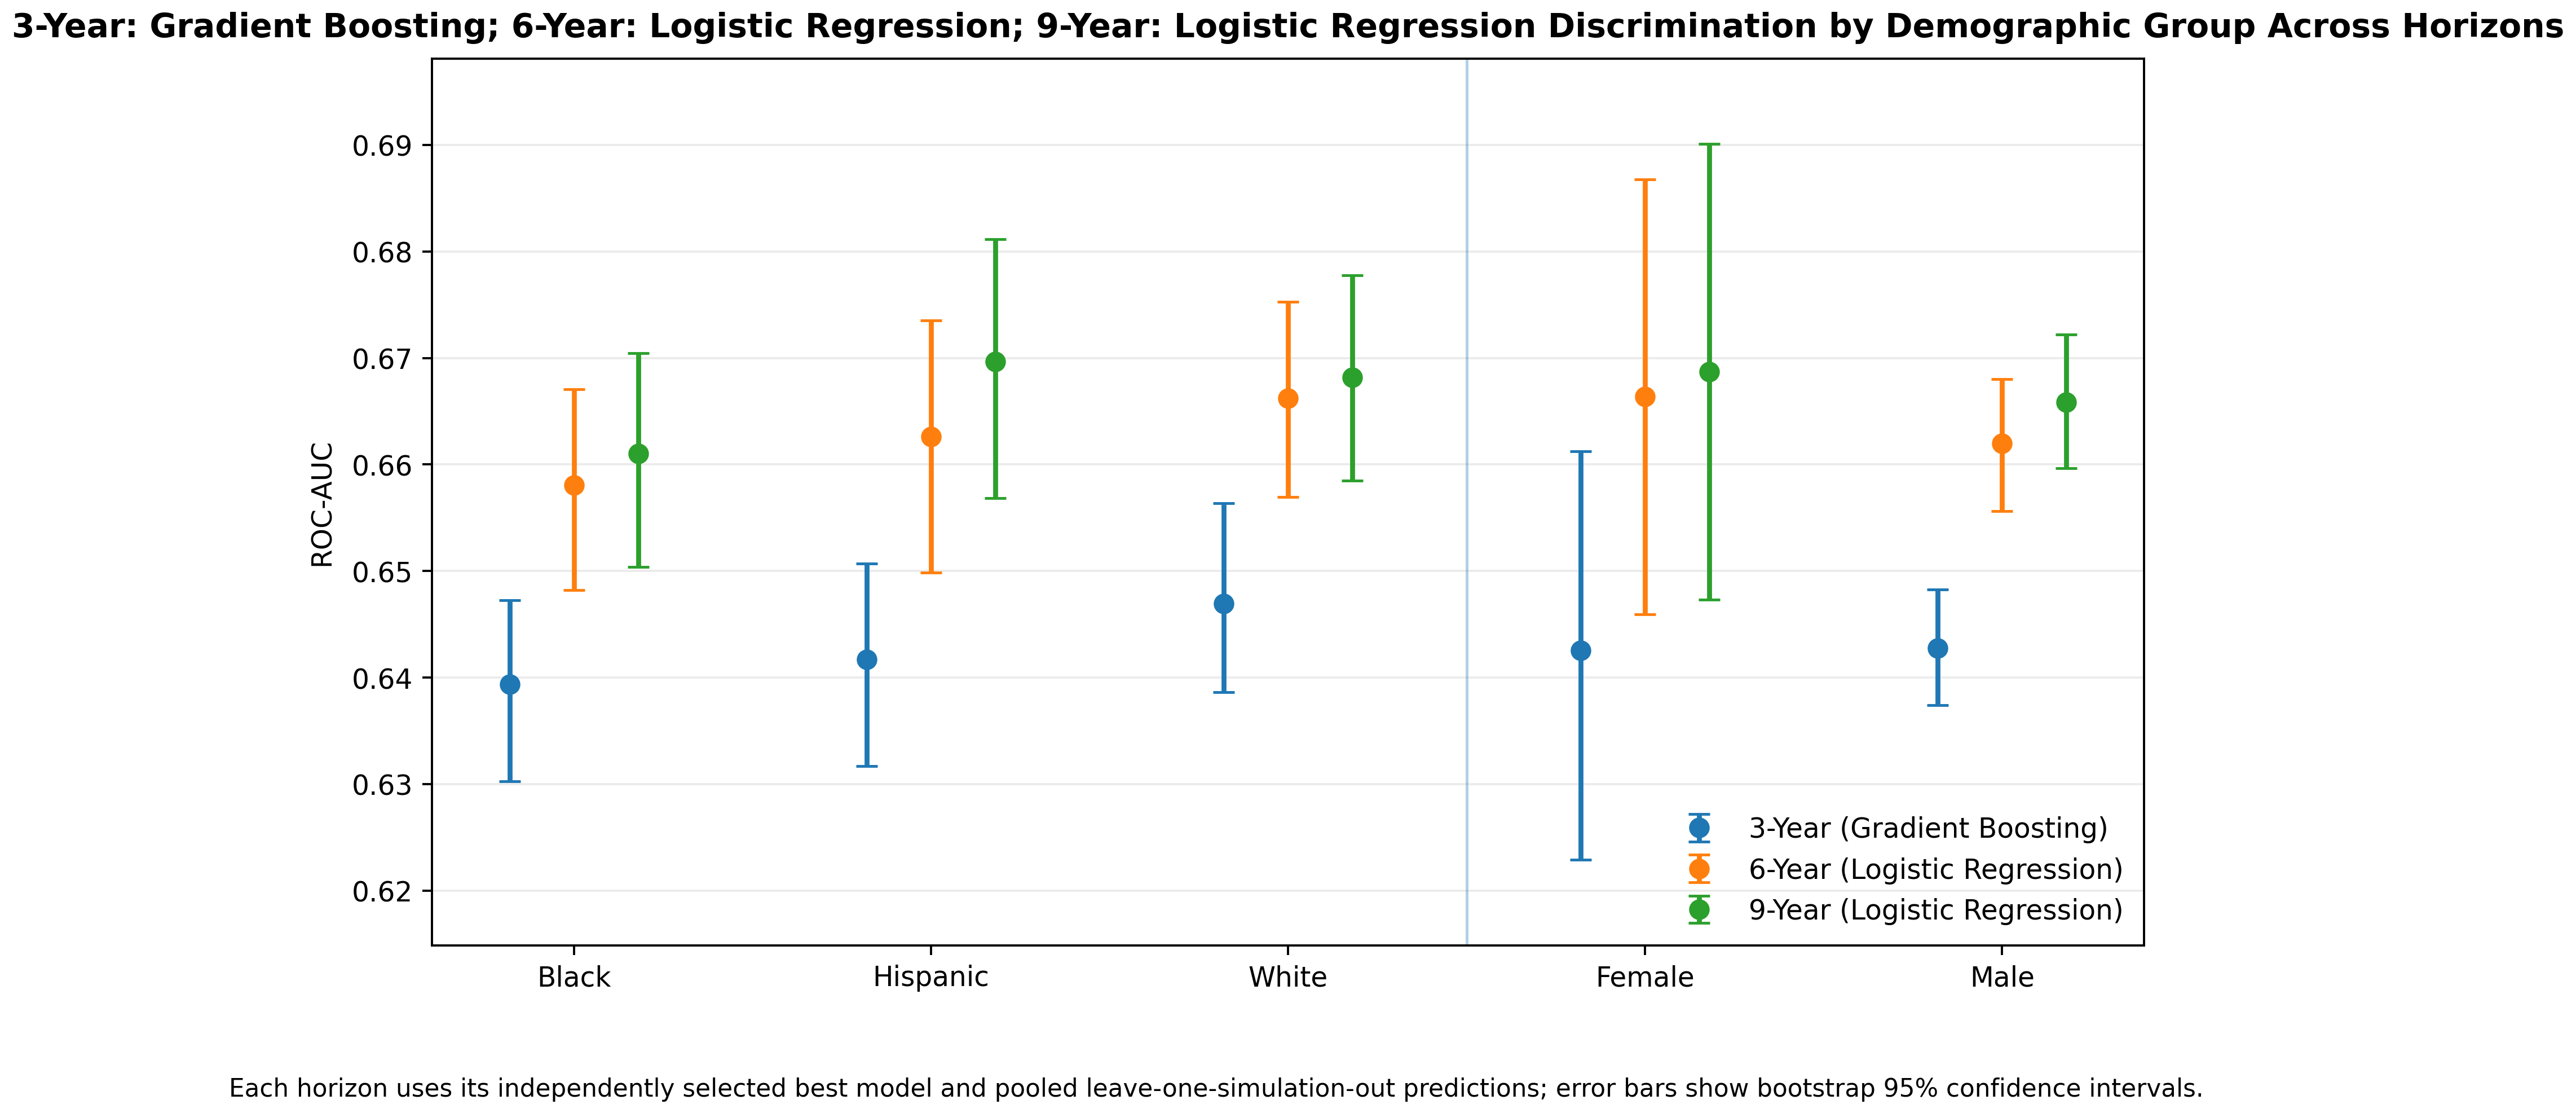 3-Year: Gradient Boosting; 6-Year: Logistic Regression; 9-Year: Logistic Regression Discrimination by Demographic Group Across Horizons
ROC-AUC
0.69
0.68
0.67
0.66
0.65
0.64
0.63
0.62
3-Year (Gradient Boosting)
6-Year (Logistic Regression)
9-Year (Logistic Regression)
Black Hispanic White Female Male
Each horizon uses its independently selected best model and pooled leave-one-simulation-out predictions; error bars show bootstrap 95% confidence intervals.